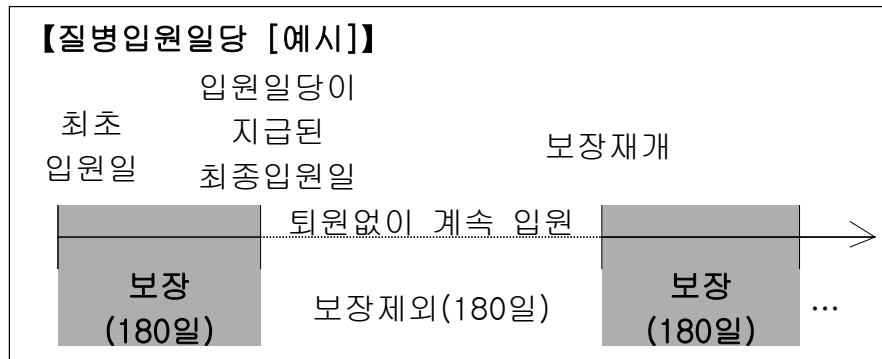 【질병입원일당 [예시]】
최초
입원일
입원일당이
지급된
최종입원일
보장재개
퇴원없이 계속 입원
보장
(180일)
보장제외(180일)
보장
(180일)
…